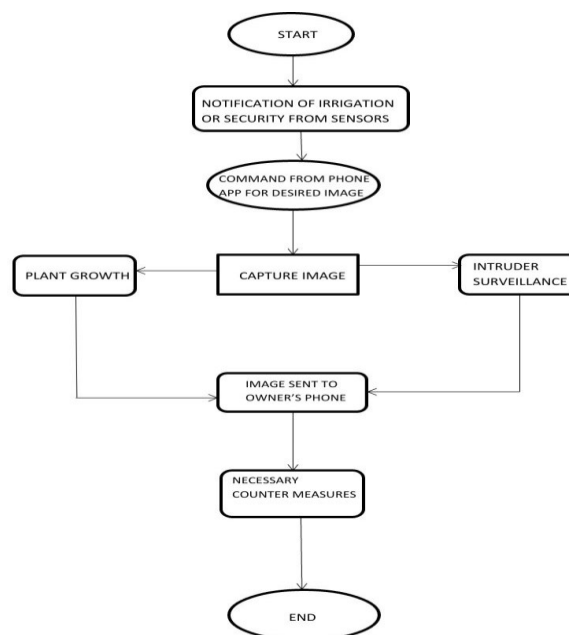 START
NOTIFICATION OF IRRIGATION
OR SECURITY FROM SENSORS
COMMAND FROM PHONE
APP FOR DESIRED IMAGE
PLANT GROWTH
CAPTURE IMAGE
INTRUDER
SURVEILLANCE
IMAGE SENT TO
OWNER'S PHONE
NECESSARY
COUNTER MEASURES
END